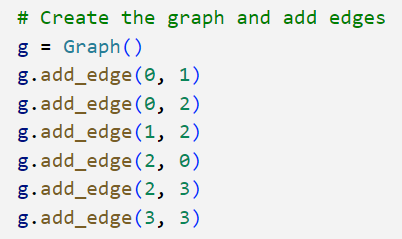 # Create the graph and add edges
g = Graph()
g.add_edge(0, 1)
g.add_edge(0, 2)
g.add_edge(1, 2)
g.add_edge(2, 0)
g.add_edge(2, 3)
g.add_edge(3, 3)